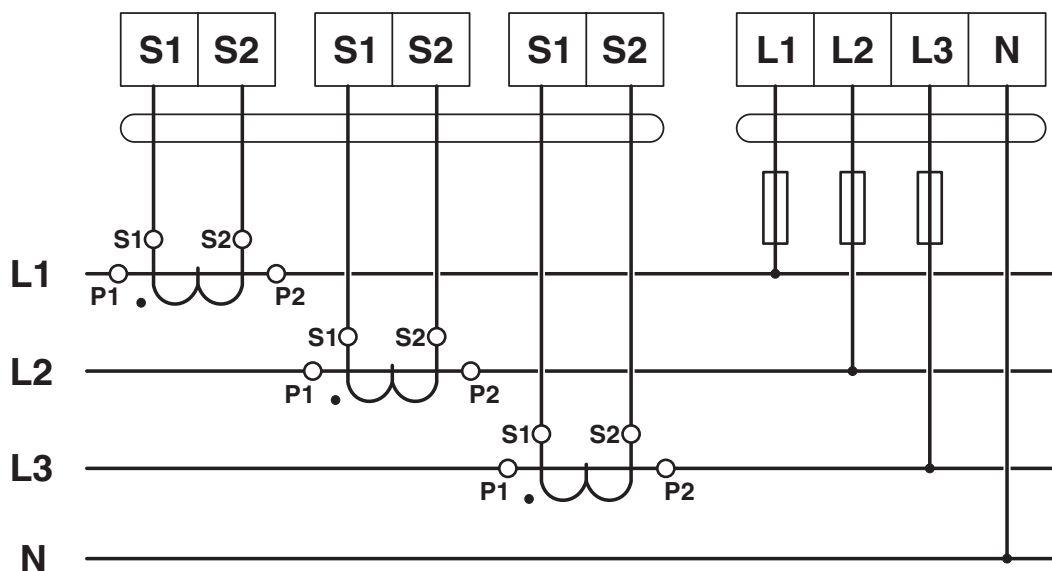 S1 S2 S1 S2 S1 S2 L1 L2 L3 N
S1 S2
L1
P1 P2
S1 S2
L2
P1 P2
S1 S2
L3
P1 P2
N